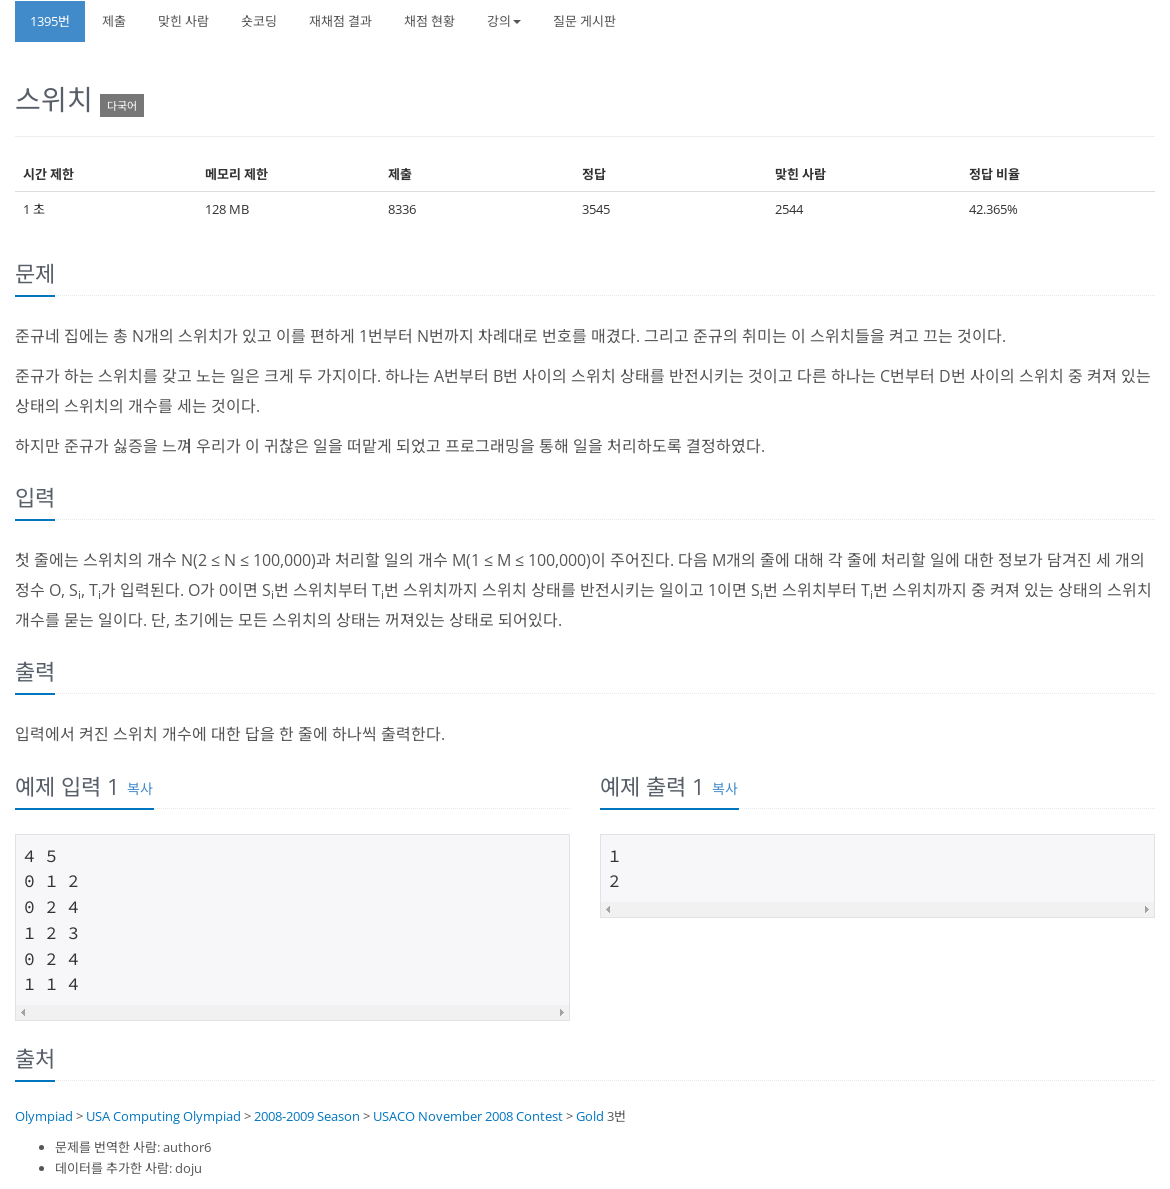 1395번 제출 맞힌 사람 숏코딩 재채점 결과 채점 현황 강의 질문 게시판
스위치 다국어
시간 제한 메모리 제한 제출 정답 맞힌 사람 정답 비율
1 초 128 MB 8336 3545 2544 42.365%
문제
준규네 집에는 총 N개의 스위치가 있고 이를 편하게 1번부터 N번까지 차례대로 번호를 매겼다. 그리고 준규의 취미는 이 스위치들을 켜고 끄는 것이다.
준규가 하는 스위치를 갖고 노는 일은 크게 두 가지이다. 하나는 A번부터 B번 사이의 스위치 상태를 반전시키는 것이고 다른 하나는 C번부터 D번 사이의 스위치 중 켜져 있는
상태의 스위치의 개수를 세는 것이다.
하지만 준규가 싫증을 느껴 우리가 이 귀찮은 일을 떠맡게 되었고 프로그래밍을 통해 일을 처리하도록 결정하였다.
입력
첫 줄에는 스위치의 개수 N(2 ≤ N ≤ 100,000)과 처리할 일의 개수 M(1 ≤ M ≤ 100,000)이 주어진다. 다음 M개의 줄에 대해 각 줄에 처리할 일에 대한 정보가 담겨진 세 개의
정수 O, Si, Ti가 입력된다. O가 0이면 Si번 스위치부터 Ti번 스위치까지 스위치 상태를 반전시키는 일이고 1이면 Si번 스위치부터 Ti번 스위치까지 중 켜져 있는 상태의 스위치
개수를 묻는 일이다. 단, 초기에는 모든 스위치의 상태는 꺼져있는 상태로 되어있다.
출력
입력에서 켜진 스위치 개수에 대한 답을 한 줄에 하나씩 출력한다.
예제 입력 1 복사
4 5
0 1 2
0 2 4
1 2 3
0 2 4
1 1 4
예제 출력 1 복사
1
2
출처
Olympiad > USA Computing Olympiad > 2008-2009 Season > USACO November 2008 Contest > Gold 3번
문제를 번역한 사람: author6
데이터를 추가한 사람: doju